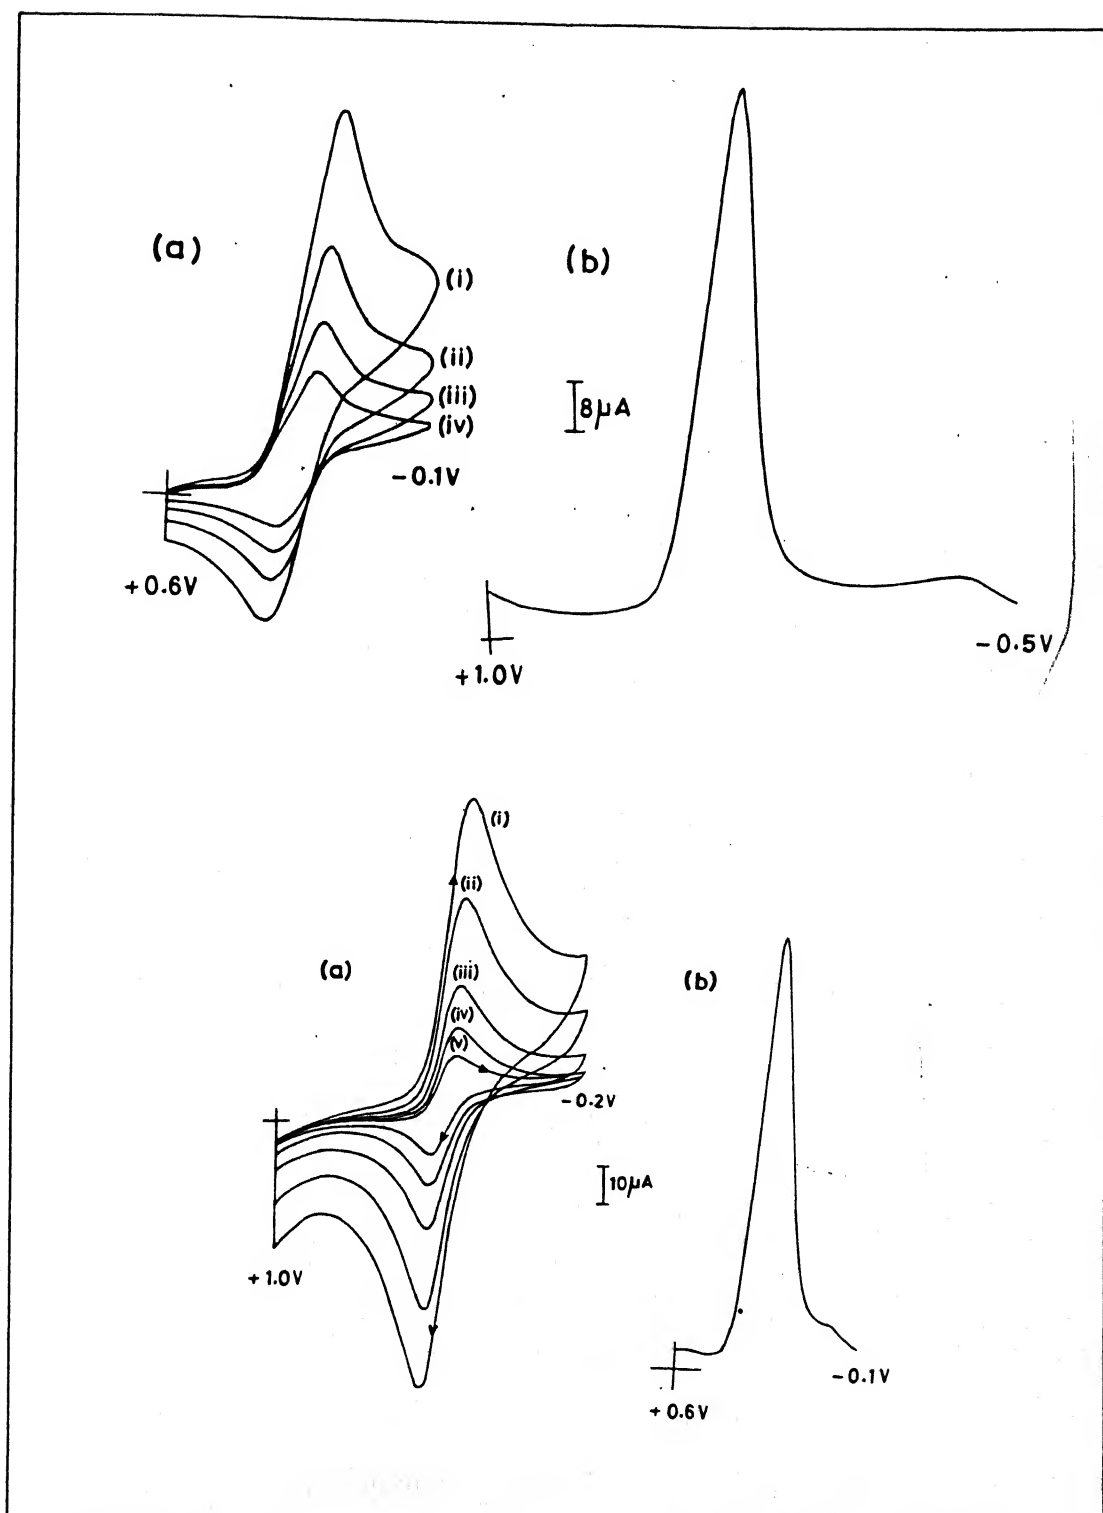 (a)
(b)
(i)
(ii)
(iii)
(iv)
8μA
−0.1V
+0.6V
+1.0V
−0.5V
(i)
(ii)
(a)
(iii)
(b)
(iv)
(v)
−0.2V
10μA
+1.0V
−0.1V
+0.6V